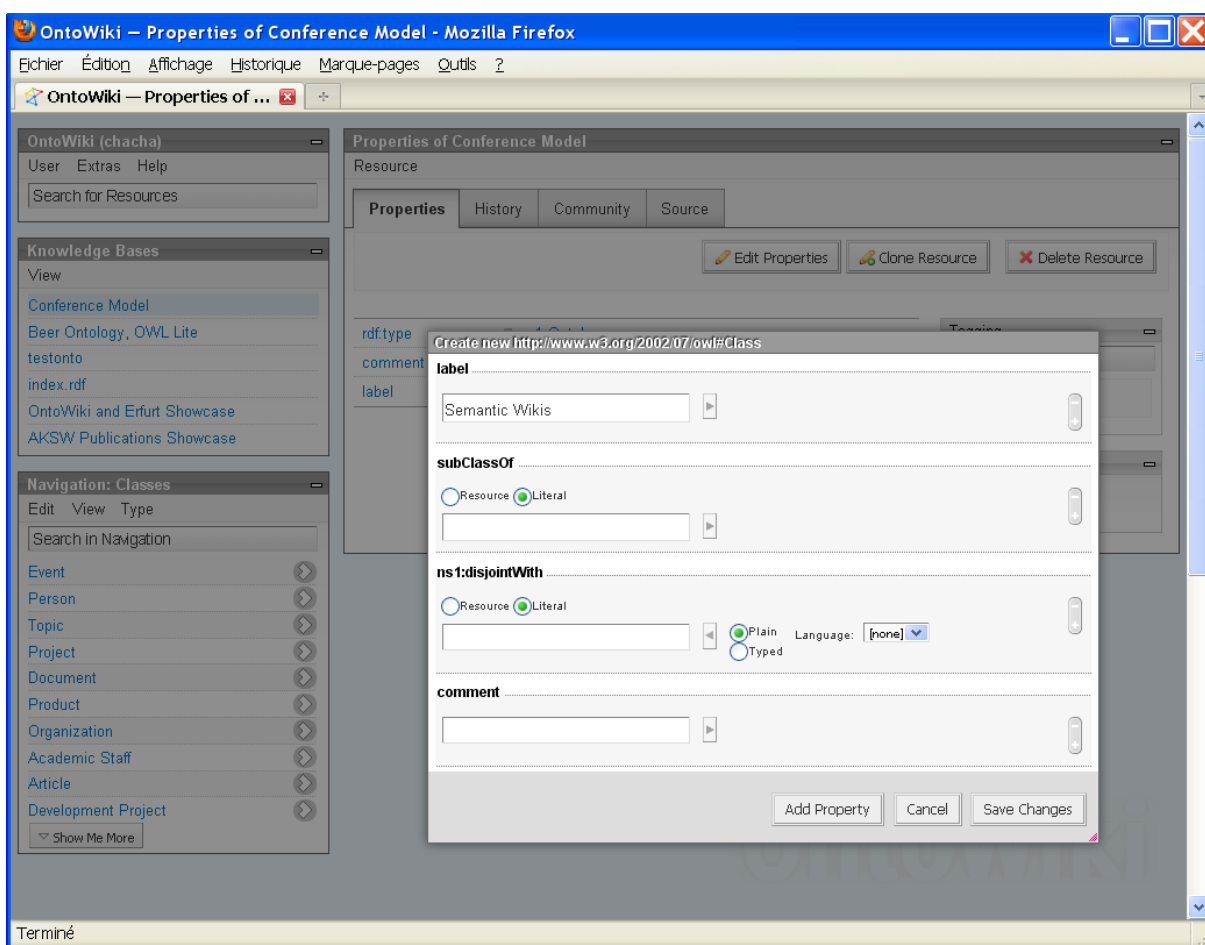 OntoWiki — Properties of Conference Model - Mozilla Firefox
Fichier Édition Affichage Historique Marque-pages Outils ?
OntoWiki — Properties of ...
OntoWiki (chacha)
User Extras Help
Search for Resources
Knowledge Bases
View
Conference Model
Beer Ontology, OWL Lite
testonto
index.rdf
OntoWiki and Erfurt Showcase
AKSW Publications Showcase
Navigation: Classes
Edit View Type
Search in Navigation
Event
Person
Topic
Project
Document
Product
Organization
Academic Staff
Article
Development Project
Show Me More
Properties of Conference Model
Resource
Properties History Community Source
Edit Properties Clone Resource Delete Resource
rdf:type
comment
label
Tagging
Create new http://www.w3.org/2002/07/owl#Class
label
Semantic Wikis
subClassOf
Resource Literal
ns1:disjointWith
Resource Literal
Plain Language: [none]
Typed
comment
Add Property Cancel Save Changes
OntoWiki
Terminé